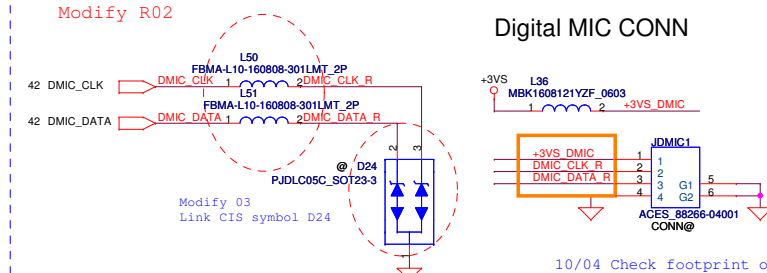 Modify R02
Digital MIC CONN
L50
FBMA-L10-160808-301LMT_2P
42 DMIC_CLK
DMIC_CLK
1
2
DMIC_CLK_R
L51
FBMA-L10-160808-301LMT_2P
42 DMIC_DATA
DMIC_DATA
1
2
DMIC_DATA_R
+3VS
L36
MBK1608121YZF_0603
1
2
+3VS_DMIC
2
3
@ D24
PJDLC05C_SOT23-3
1
Modify 03
Link CIS symbol D24
JDMIC1
+3VS_DMIC
1
1
DMIC_CLK_R
2
2
DMIC_DATA_R
3
3
4
4
G1
5
G2
6
ACES_88266-04001
CONN@
10/04 Check footprint o